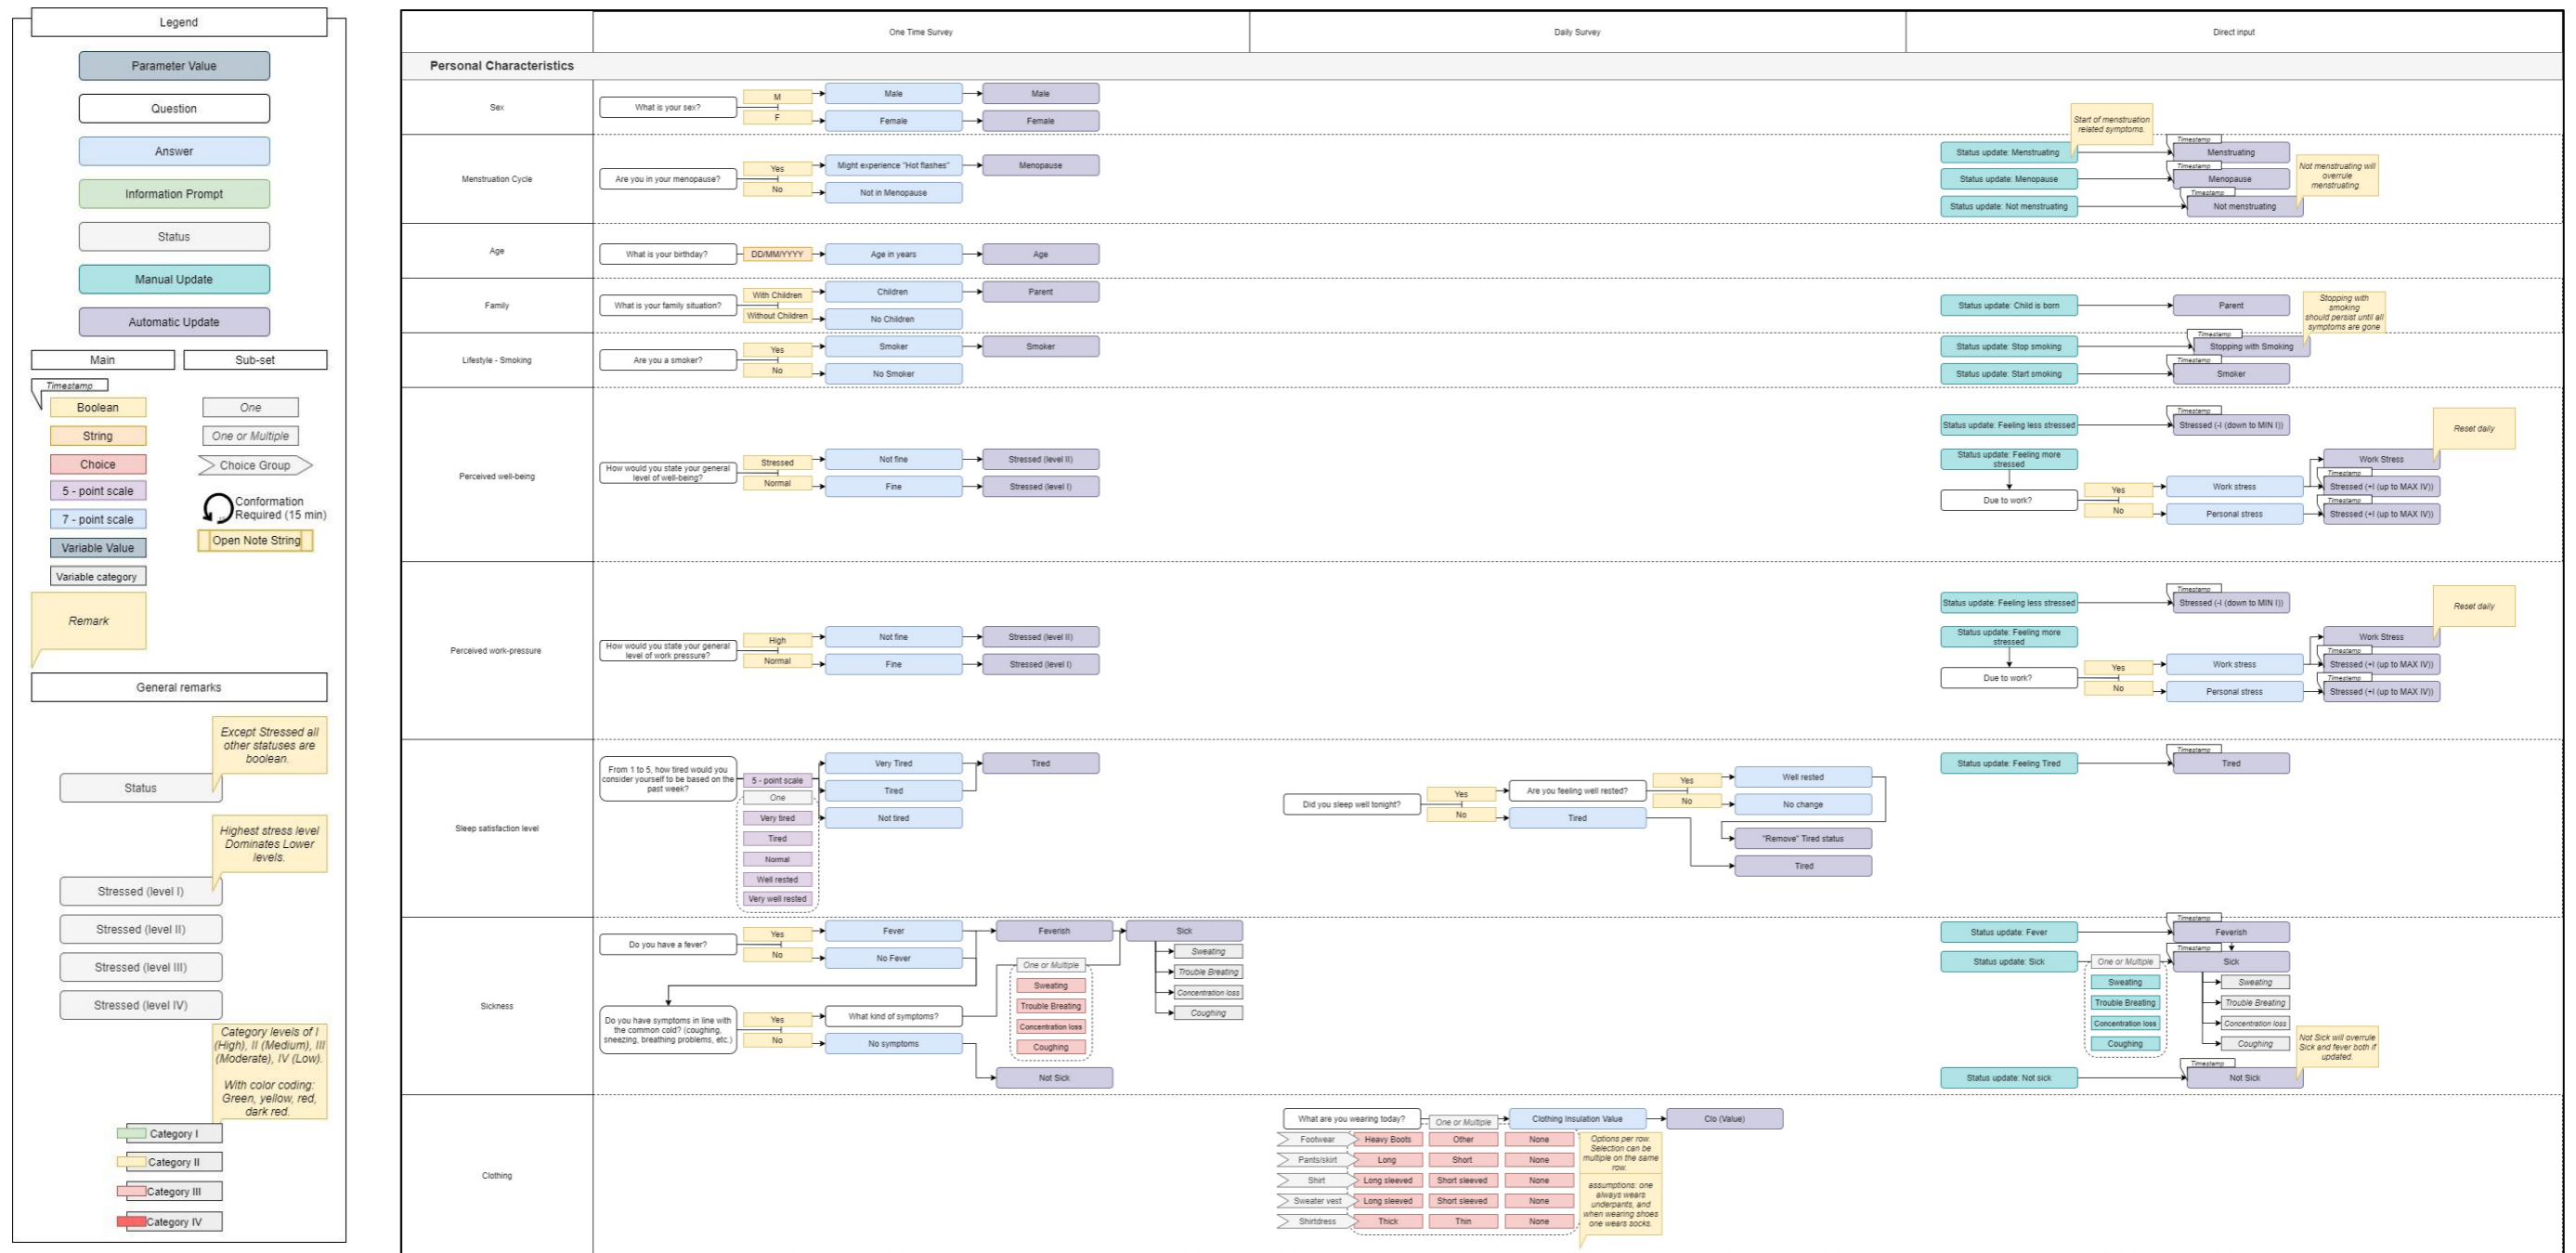 Legend
Parameter Value
Question
Answer
Information Prompt
Status
Manual Update
Automatic Update
Main
Sub-set
Timestamp
Boolean
One
String
One or Multiple
Choice
Choice Group
5 - point scale
Conformation
Required (15 min)
7 - point scale
Open Note String
Variable Value
Variable category
Remark
General remarks
Except Stressed all
other statuses are
boolean.
Status
Highest stress level
Dominates Lower
levels.
Stressed (level I)
Stressed (level II)
Stressed (level III)
Stressed (level IV)
Category levels of I
(High), II (Medium), III
(Moderate), IV (Low).
With color coding:
Green, yellow, red,
dark red.
Category I
Category II
Category III
Category IV
One Time Survey
Daily Survey
Direct input
Personal Characteristics
Sex
What is your sex?
M
Male
Male
F
Female
Female
Start of menstruation
related symptoms.
Menstruation Cycle
Are you in your menopause?
Yes
Might experience "Hot flashes"
Menopause
No
Not in Menopause
Status update: Menstruating
Timestamp
Menstruating
Status update: Menopause
Timestamp
Menopause
Status update: Not menstruating
Timestamp
Not menstruating
Not menstruating will
overrule
menstruating.
Age
What is your birthday?
DD/MM/YYYY
Age in years
Age
Family
What is your family situation?
With Children
Children
Parent
Without Children
No Children
Status update: Child is born
Parent
Stopping with
smoking
should persist until all
symptoms are gone
Lifestyle - Smoking
Are you a smoker?
Yes
Smoker
Smoker
No
No Smoker
Status update: Stop smoking
Timestamp
Stopping with Smoking
Status update: Start smoking
Timestamp
Smoker
Perceived well-being
How would you state your general
level of well-being?
Stressed
Not fine
Stressed (level II)
Normal
Fine
Stressed (level I)
Status update: Feeling less stressed
Timestamp
Stressed (-I (down to MIN I))
Reset daily
Status update: Feeling more
stressed
Due to work?
Yes
Work stress
Work Stress
Timestamp
Stressed (+I (up to MAX IV))
No
Personal stress
Timestamp
Stressed (+I (up to MAX IV))
Perceived work-pressure
How would you state your general
level of work pressure?
High
Not fine
Stressed (level II)
Normal
Fine
Stressed (level I)
Status update: Feeling less stressed
Timestamp
Stressed (-I (down to MIN I))
Reset daily
Status update: Feeling more
stressed
Due to work?
Yes
Work stress
Work Stress
Timestamp
Stressed (+I (up to MAX IV))
No
Personal stress
Timestamp
Stressed (+I (up to MAX IV))
Sleep satisfaction level
From 1 to 5, how tired would you
consider yourself to be based on the
past week?
5 - point scale
One
Very tired
Tired
Normal
Well rested
Very well rested
Very Tired
Tired
Not tired
Tired
Did you sleep well tonight?
Yes
No
Are you feeling well rested?
Tired
Yes
No
Well rested
No change
"Remove" Tired status
Tired
Status update: Feeling Tired
Timestamp
Tired
Sickness
Do you have a fever?
Yes
No
Fever
No Fever
Feverish
Sick
Sweating
Trouble Breating
Concentration loss
Coughing
Do you have symptoms in line with
the common cold? (coughing,
sneezing, breathing problems, etc.)
Yes
No
What kind of symptoms?
No symptoms
One or Multiple
Sweating
Trouble Breating
Concentration loss
Coughing
Not Sick
Status update: Fever
Timestamp
Feverish
Status update: Sick
One or Multiple
Sweating
Trouble Breating
Concentration loss
Coughing
Timestamp
Sick
Sweating
Trouble Breating
Concentration loss
Coughing
Status update: Not sick
Timestamp
Not Sick
Not Sick will overrule
Sick and fever both if
updated.
Clothing
What are you wearing today?
One or Multiple
Clothing Insulation Value
Clo (Value)
Footwear
Heavy Boots
Other
None
Pants/skirt
Long
Short
None
Shirt
Long sleeved
Short sleeved
None
Sweater vest
Long sleeved
Short sleeved
None
Shirtdress
Thick
Thin
None
Options per row.
Selection can be
multiple on the same
row.
assumptions: one
always wears
underpants, and
when wearing shoes
one wears socks.